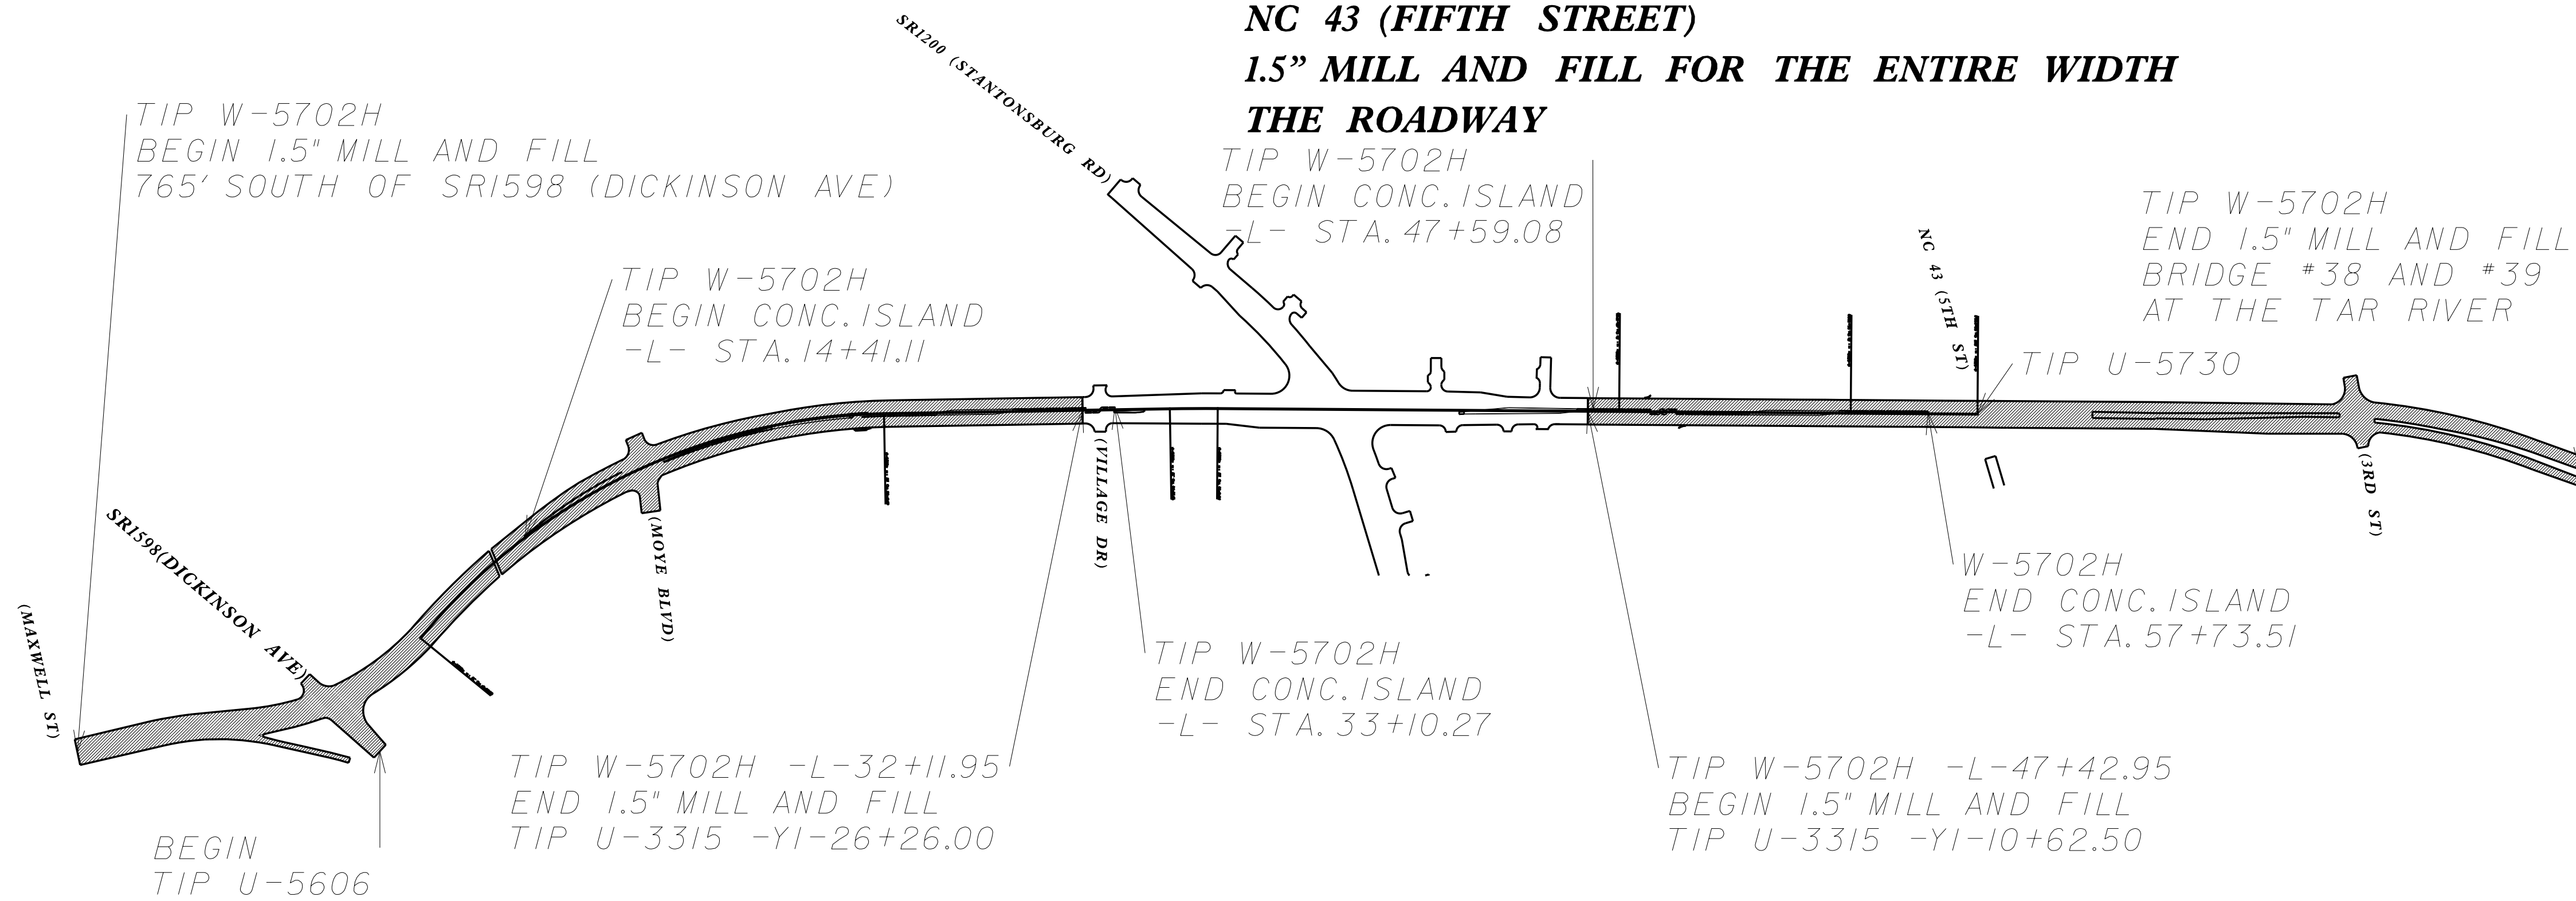 NC 43 (FIFTH STREET)
1.5” MILL AND FILL FOR THE ENTIRE WIDTH
THE ROADWAY
SR1200 (STANTONSBURG RD)
TIP W-5702H
BEGIN 1.5" MILL AND FILL
765' SOUTH OF SR1598 (DICKINSON AVE)
TIP W-5702H
BEGIN CONC. ISLAND
-L- STA. 47+59.08
TIP W-5702H
END 1.5" MILL AND FILL
BRIDGE #38 AND #39
AT THE TAR RIVER
NC 43 (5TH ST)
TIP W-5702H
BEGIN CONC. ISLAND
-L- STA. 14+41.11
TIP U-5730
(VILLAGE DR)
(3RD ST)
SR1598(DICKINSON AVE)
(MOYE BLVD)
(MAXWELL ST)
W-5702H
END CONC. ISLAND
-L- STA. 57+73.51
TIP W-5702H
END CONC. ISLAND
-L- STA. 33+10.27
TIP W-5702H -L-32+11.95
END 1.5" MILL AND FILL
TIP U-3315 -Y1-26+26.00
TIP W-5702H -L-47+42.95
BEGIN 1.5" MILL AND FILL
TIP U-3315 -Y1-10+62.50
BEGIN
TIP U-5606